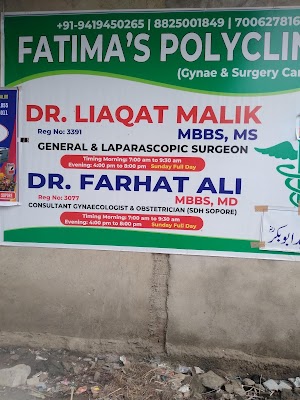 +91-9419450265 | 8825001849 | 7006278
FATIMA'S POLYCLIN
(Gynae & Surgery Ca
DR. LIAQAT MALIK
Reg No: 3391
MBBS, MS
GENERAL & LAPARASCOPIC SURGEON
Timing Morning: 7:00 am to 9:30 am
Evening: 4:00 pm to 8:00 pm Sunday Full Day
DR. FARHAT ALI
Reg No: 3077
MBBS, MD
CONSULTANT GYNAECOLOGIST & OBSTETRICIAN (SDH SOPORE)
Timing Morning: 7:00 am to 9:30 am
Evening: 4:00 pm to 8:00 pm Sunday Full Day
ابوبکر